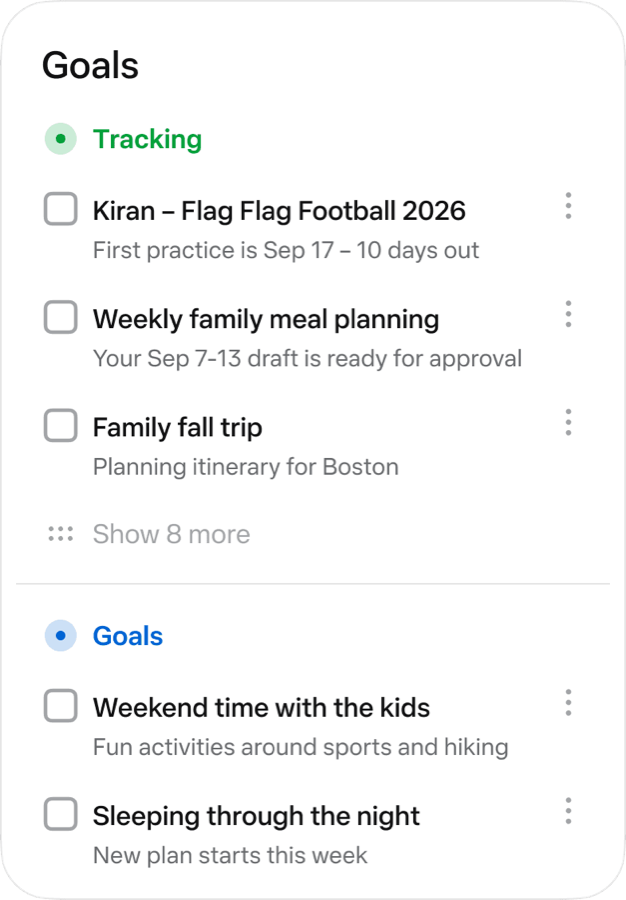 Goals
Tracking
Kiran – Flag Flag Football 2026
First practice is Sep 17 – 10 days out
Weekly family meal planning
Your Sep 7-13 draft is ready for approval
Family fall trip
Planning itinerary for Boston
Show 8 more
Goals
Weekend time with the kids
Fun activities around sports and hiking
Sleeping through the night
New plan starts this week